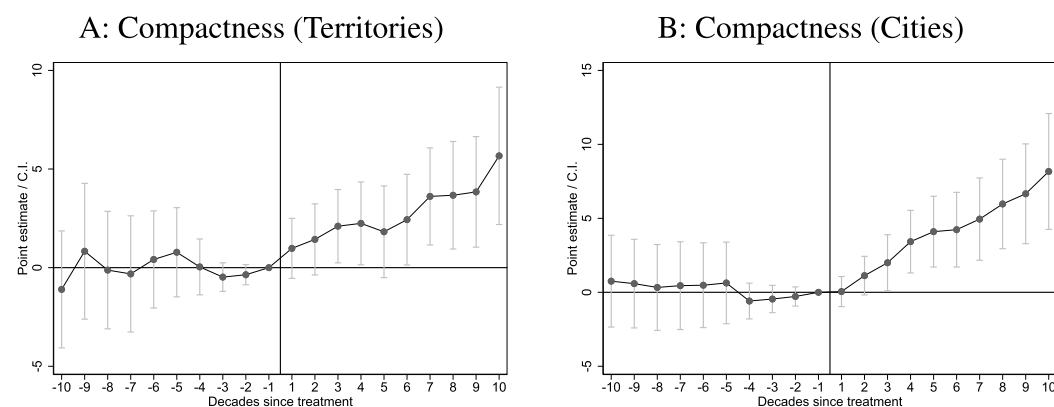 A: Compactness (Territories)
10
5
0
-5
Point estimate / C.I.
-10 -9 -8 -7 -6 -5 -4 -3 -2 -1 1 2 3 4 5 6 7 8 9 10
Decades since treatment
B: Compactness (Cities)
15
10
5
0
-5
Point estimate / C.I.
-10 -9 -8 -7 -6 -5 -4 -3 -2 -1 1 2 3 4 5 6 7 8 9 10
Decades since treatment